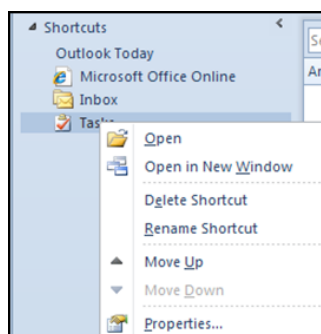 Shortcuts
Outlook Today
Microsoft Office Online
Inbox
Tasks
Open
Open in New Window
Delete Shortcut
Rename Shortcut
Move Up
Move Down
Properties...